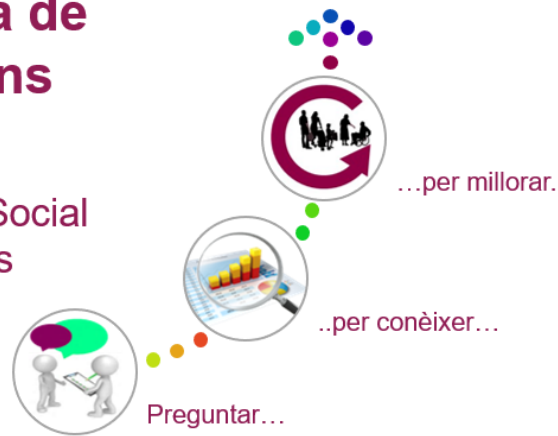 a de
ns
Social
s
…per millorar.
..per conèixer…
Preguntar…